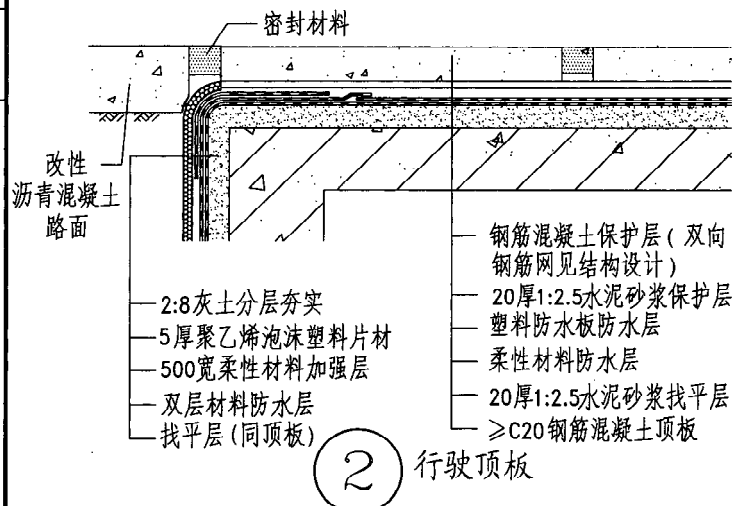 密封材料
改性
沥青混凝土
路面
钢筋混凝土保护层(双向
钢筋网见结构设计)
20厚1:2.5水泥砂浆保护层
塑料防水板防水层
柔性材料防水层
20厚1:2.5水泥砂浆找平层
≥C20钢筋混凝土顶板
2:8灰土分层夯实
5厚聚乙烯泡沫塑料片材
500宽柔性材料加强层
双层材料防水层
找平层(同顶板)
2 行驶顶板